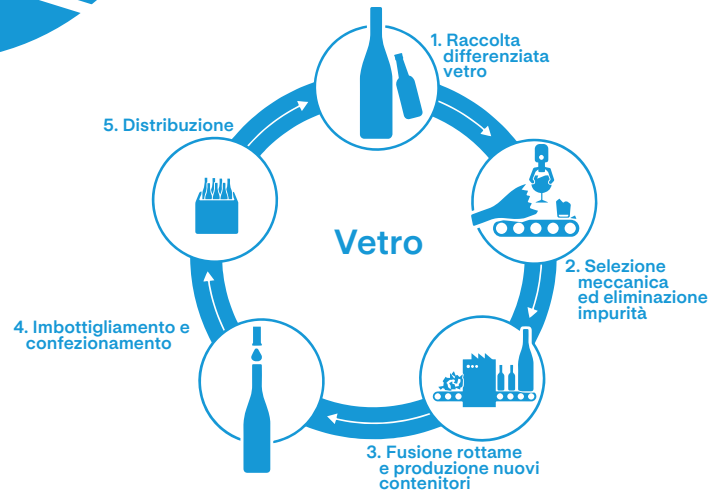 1. Raccolta
differenziata
vetro
5. Distribuzione
Vetro
2. Selezione
meccanica
ed eliminazione
impurità
4. Imbottigliamento e
confezionamento
3. Fusione rottame
e produzione nuovi
contenitori